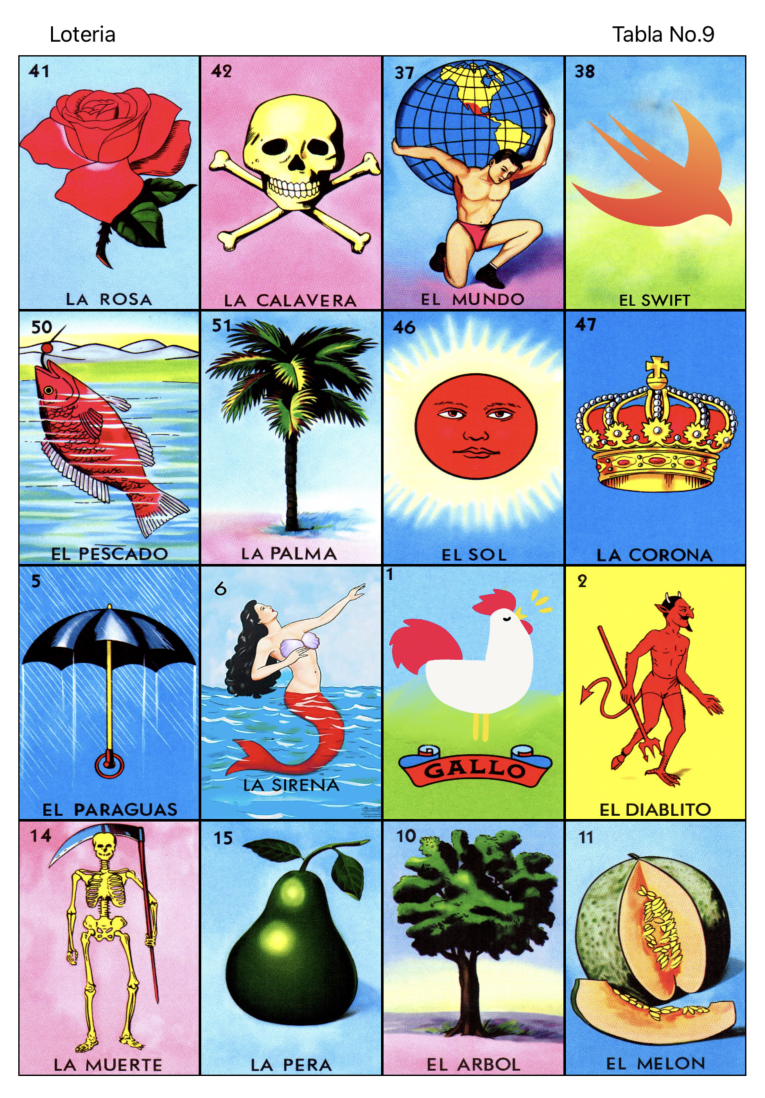 Loteria Tabla No.9
41 42 37 38
LA ROSA LA CALAVERA EL MUNDO EL SWIFT
50 51 46 47
EL PESCADO LA PALMA EL SOL LA CORONA
5 6 1 2
GALLO
LA SIRENA
EL PARAGUAS EL DIABLITO
14 15 10 11
LA MUERTE LA PERA EL ARBOL EL MELON